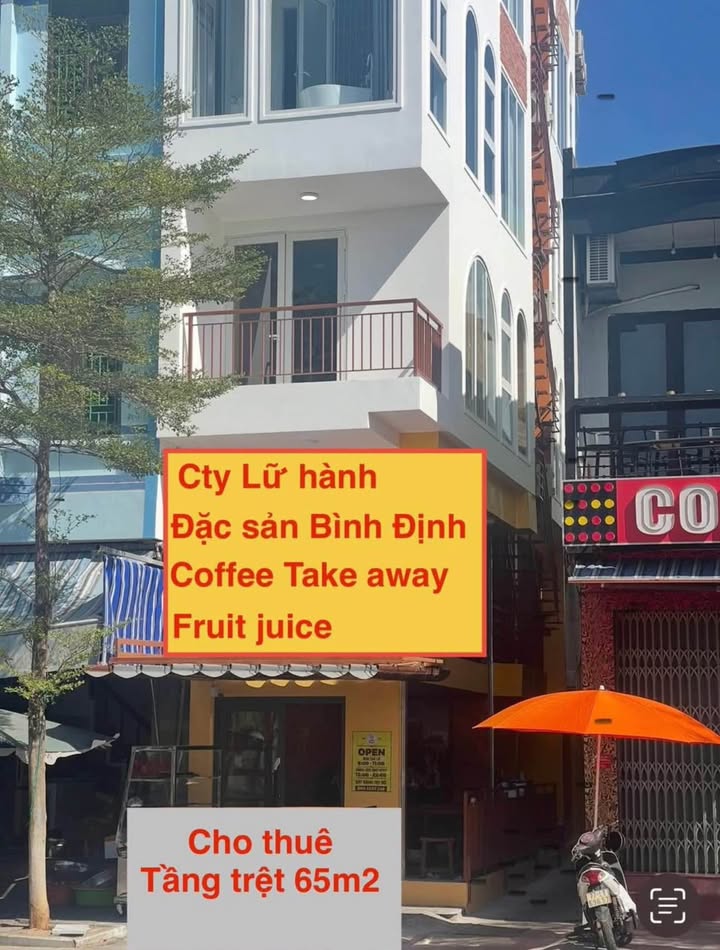 Cty Lữ hành
Đặc sản Bình Định
Coffee Take away
Fruit juice
CO
OPEN
Cho thuê
Tầng trệt 65m2